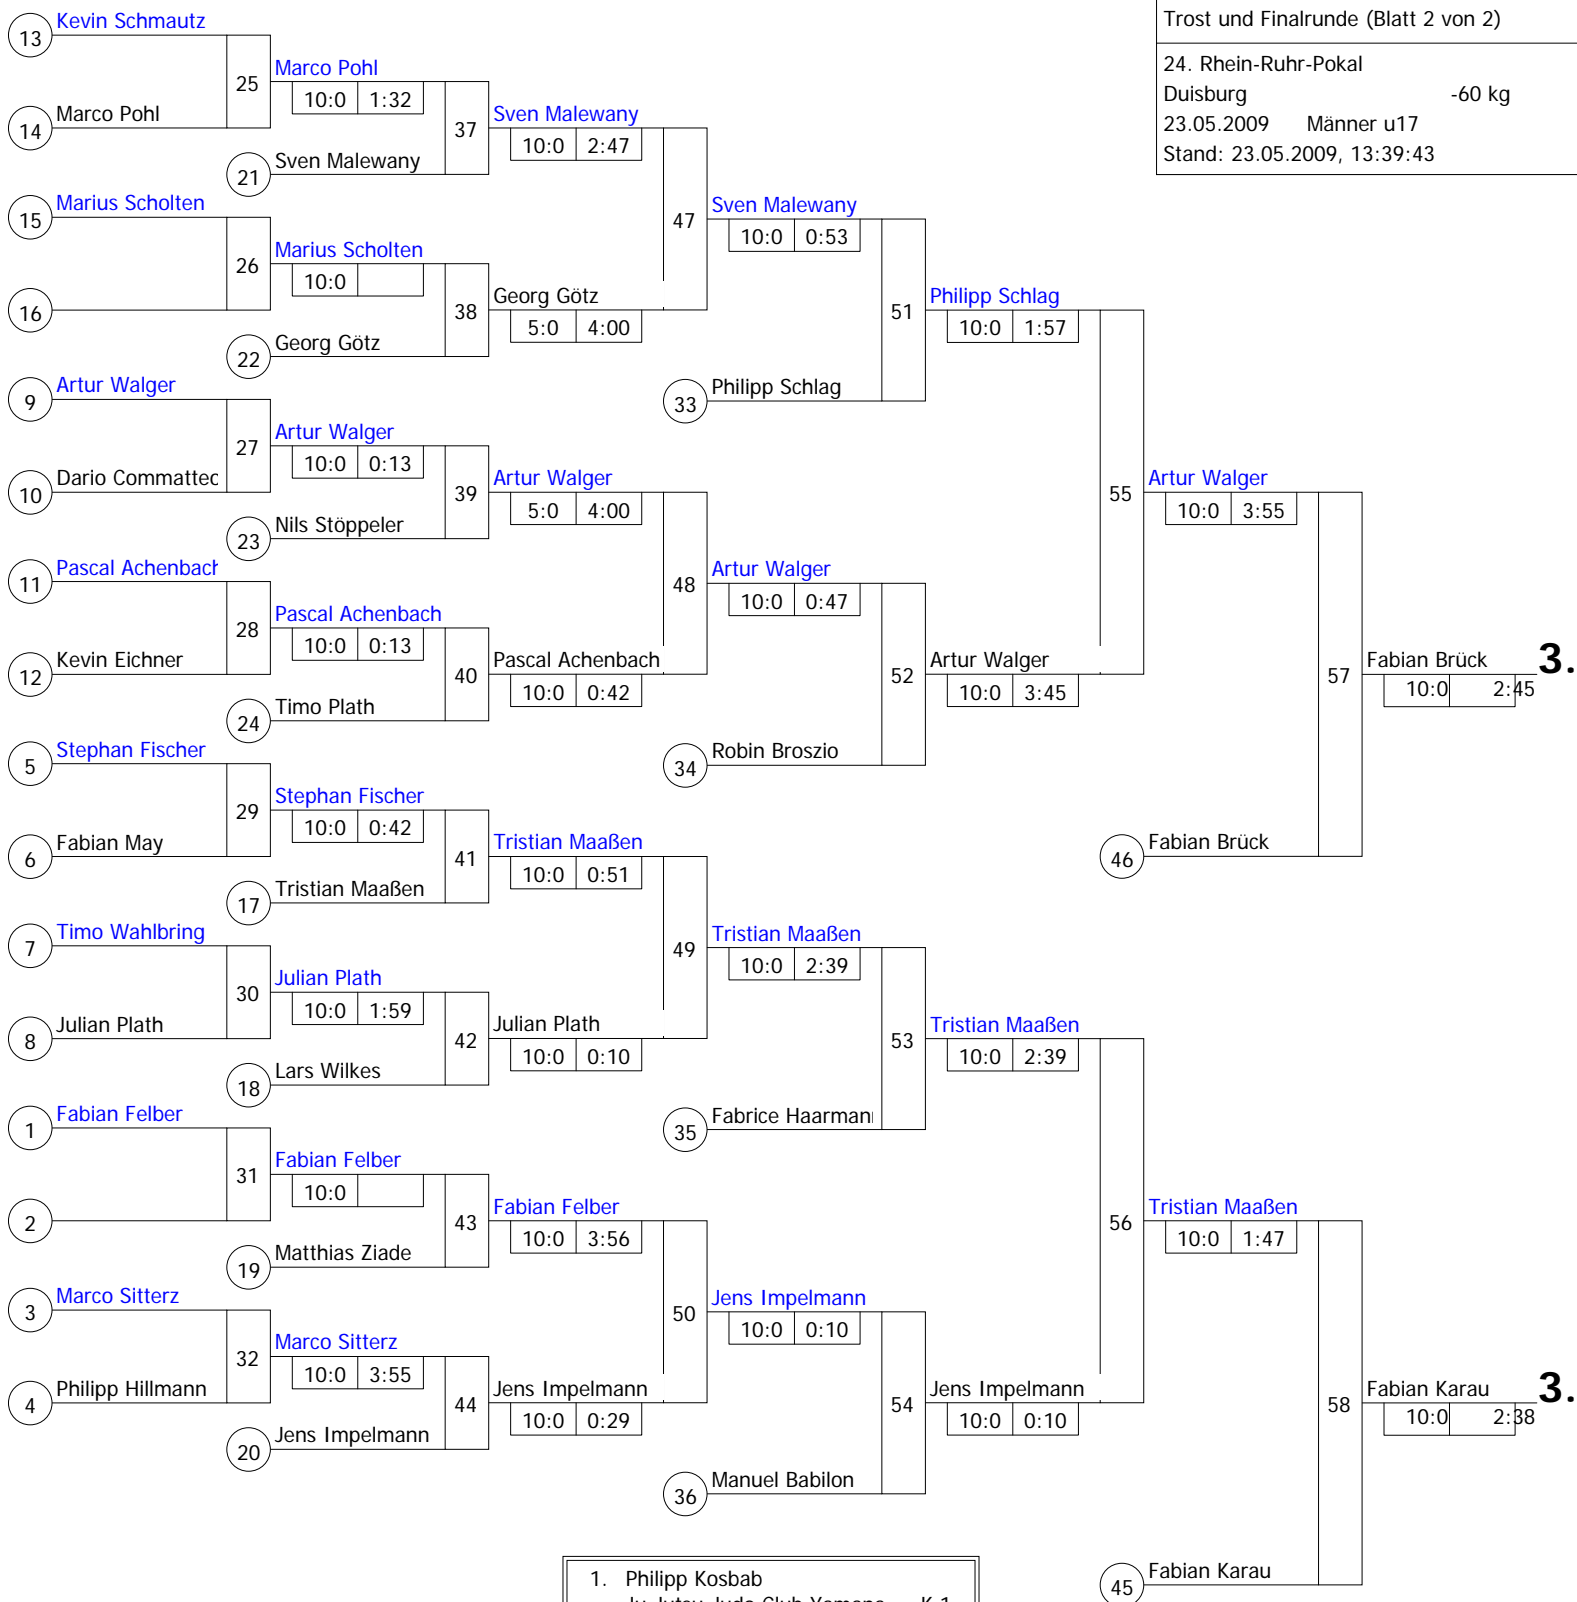 Trost und Finalrunde (Blatt 2 von 2)
24. Rhein-Ruhr-Pokal
Duisburg -60 kg
23.05.2009 Männer u17
Stand: 23.05.2009, 13:39:43
13 Kevin Schmautz
14 Marco Pohl
15 Marius Scholten
16
9 Artur Walger
10 Dario Commatteo
11 Pascal Achenbach
12 Kevin Eichner
5 Stephan Fischer
6 Fabian May
7 Timo Wahlbring
8 Julian Plath
1 Fabian Felber
2
3 Marco Sitterz
4 Philipp Hillmann
25 Marco Pohl
10:0 1:32
21 Sven Malewany
26 Marius Scholten
10:0
22 Georg Götz
27 Artur Walger
10:0 0:13
23 Nils Stöppeler
28 Pascal Achenbach
10:0 0:13
24 Timo Plath
29 Stephan Fischer
10:0 0:42
17 Tristian Maaßen
30 Julian Plath
10:0 1:59
18 Lars Wilkes
31 Fabian Felber
10:0
19 Matthias Ziade
32 Marco Sitterz
10:0 3:55
20 Jens Impelmann
37 Sven Malewany
10:0 2:47
38 Georg Götz
5:0 4:00
39 Artur Walger
5:0 4:00
40 Pascal Achenbach
10:0 0:42
41 Tristian Maaßen
10:0 0:51
42 Julian Plath
10:0 0:10
43 Fabian Felber
10:0 3:56
44 Jens Impelmann
10:0 0:29
47 Sven Malewany
10:0 0:53
33 Philipp Schlag
48 Artur Walger
10:0 0:47
34 Robin Broszio
49 Tristian Maaßen
10:0 2:39
35 Fabrice Haarman
50 Jens Impelmann
10:0 0:10
36 Manuel Babilon
51 Philipp Schlag
10:0 1:57
52 Artur Walger
10:0 3:45
53 Tristian Maaßen
10:0 2:39
54 Jens Impelmann
10:0 0:10
55 Artur Walger
10:0 3:55
46 Fabian Brück
56 Tristian Maaßen
10:0 1:47
45 Fabian Karau
57 Fabian Brück 3.
10:0 2:45
58 Fabian Karau 3.
10:0 2:38
1. Philipp Kosbab